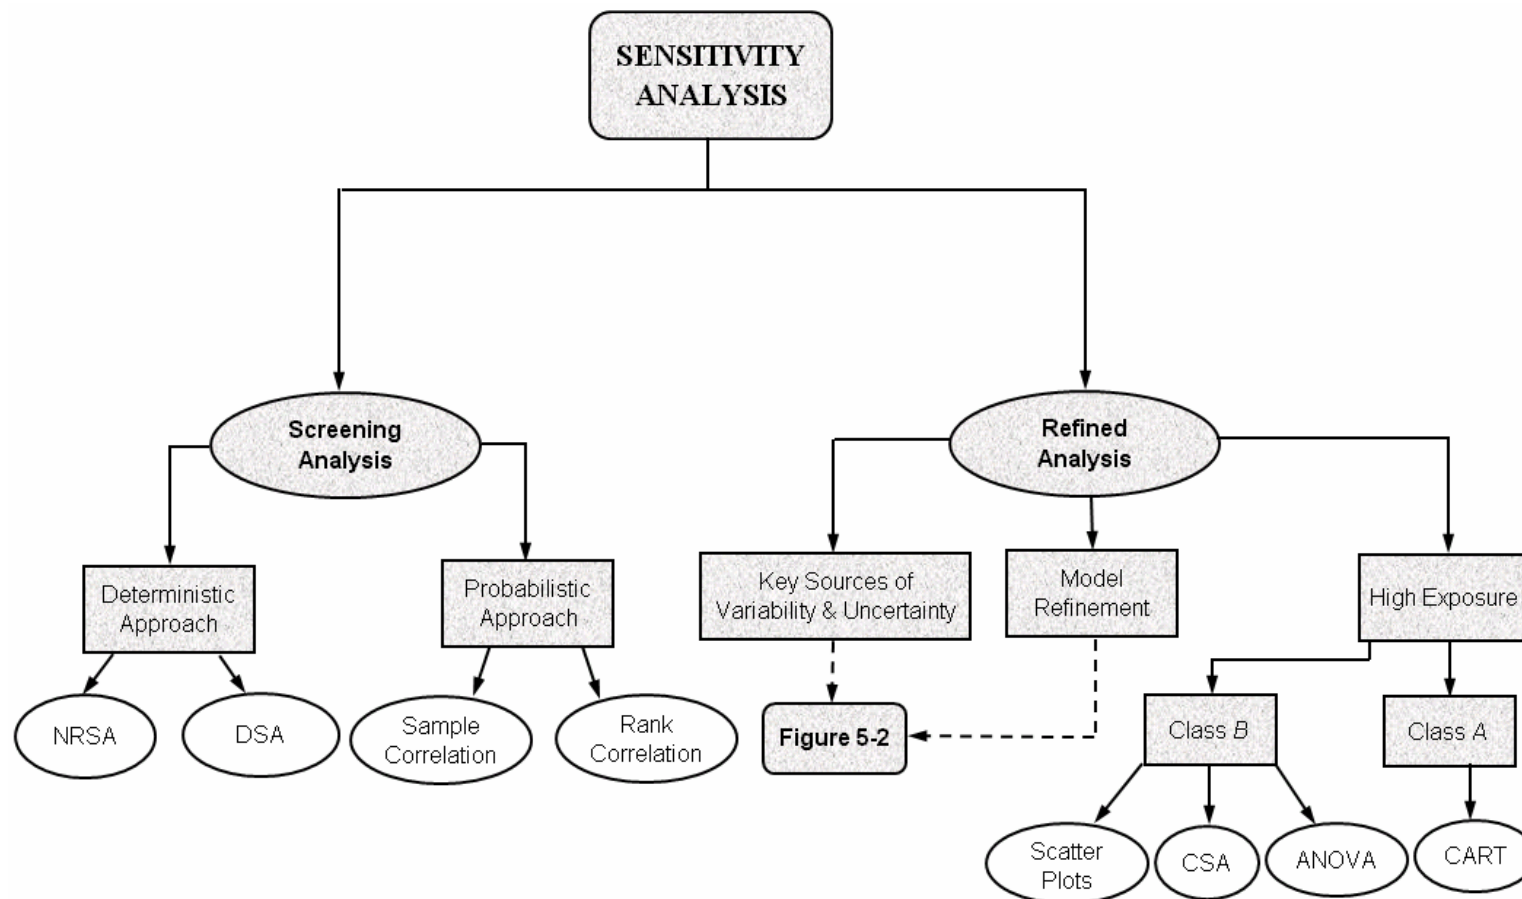 SENSITIVITY
ANALYSIS
Screening
Analysis
Refined
Analysis
Deterministic
Approach
Probabilistic
Approach
Key Sources of
Variability & Uncertainty
Model
Refinement
High Exposure
NRSA
DSA
Sample
Correlation
Rank
Correlation
Figure 5-2
Class B
Class A
Scatter
Plots
CSA
ANOVA
CART